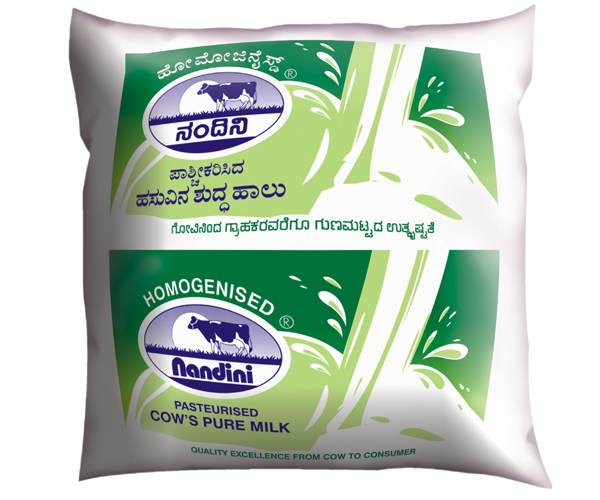 ಹೋಮೋಜಿನೈಸ್ಡ್
®
ನಂದಿನಿ
ಪಾಶ್ಚೀಕರಿಸಿದ
ಹಸುವಿನ ಶುದ್ಧ ಹಾಲು
ಗೋವಿನಿಂದ ಗ್ರಾಹಕರವರೆಗೂ ಗುಣಮಟ್ಟದ ಉತ್ಕೃಷ್ಟತೆ
HOMOGENISED
®
Nandini
PASTEURISED
COW'S PURE MILK
QUALITY EXCELLENCE FROM COW TO CONSUMER